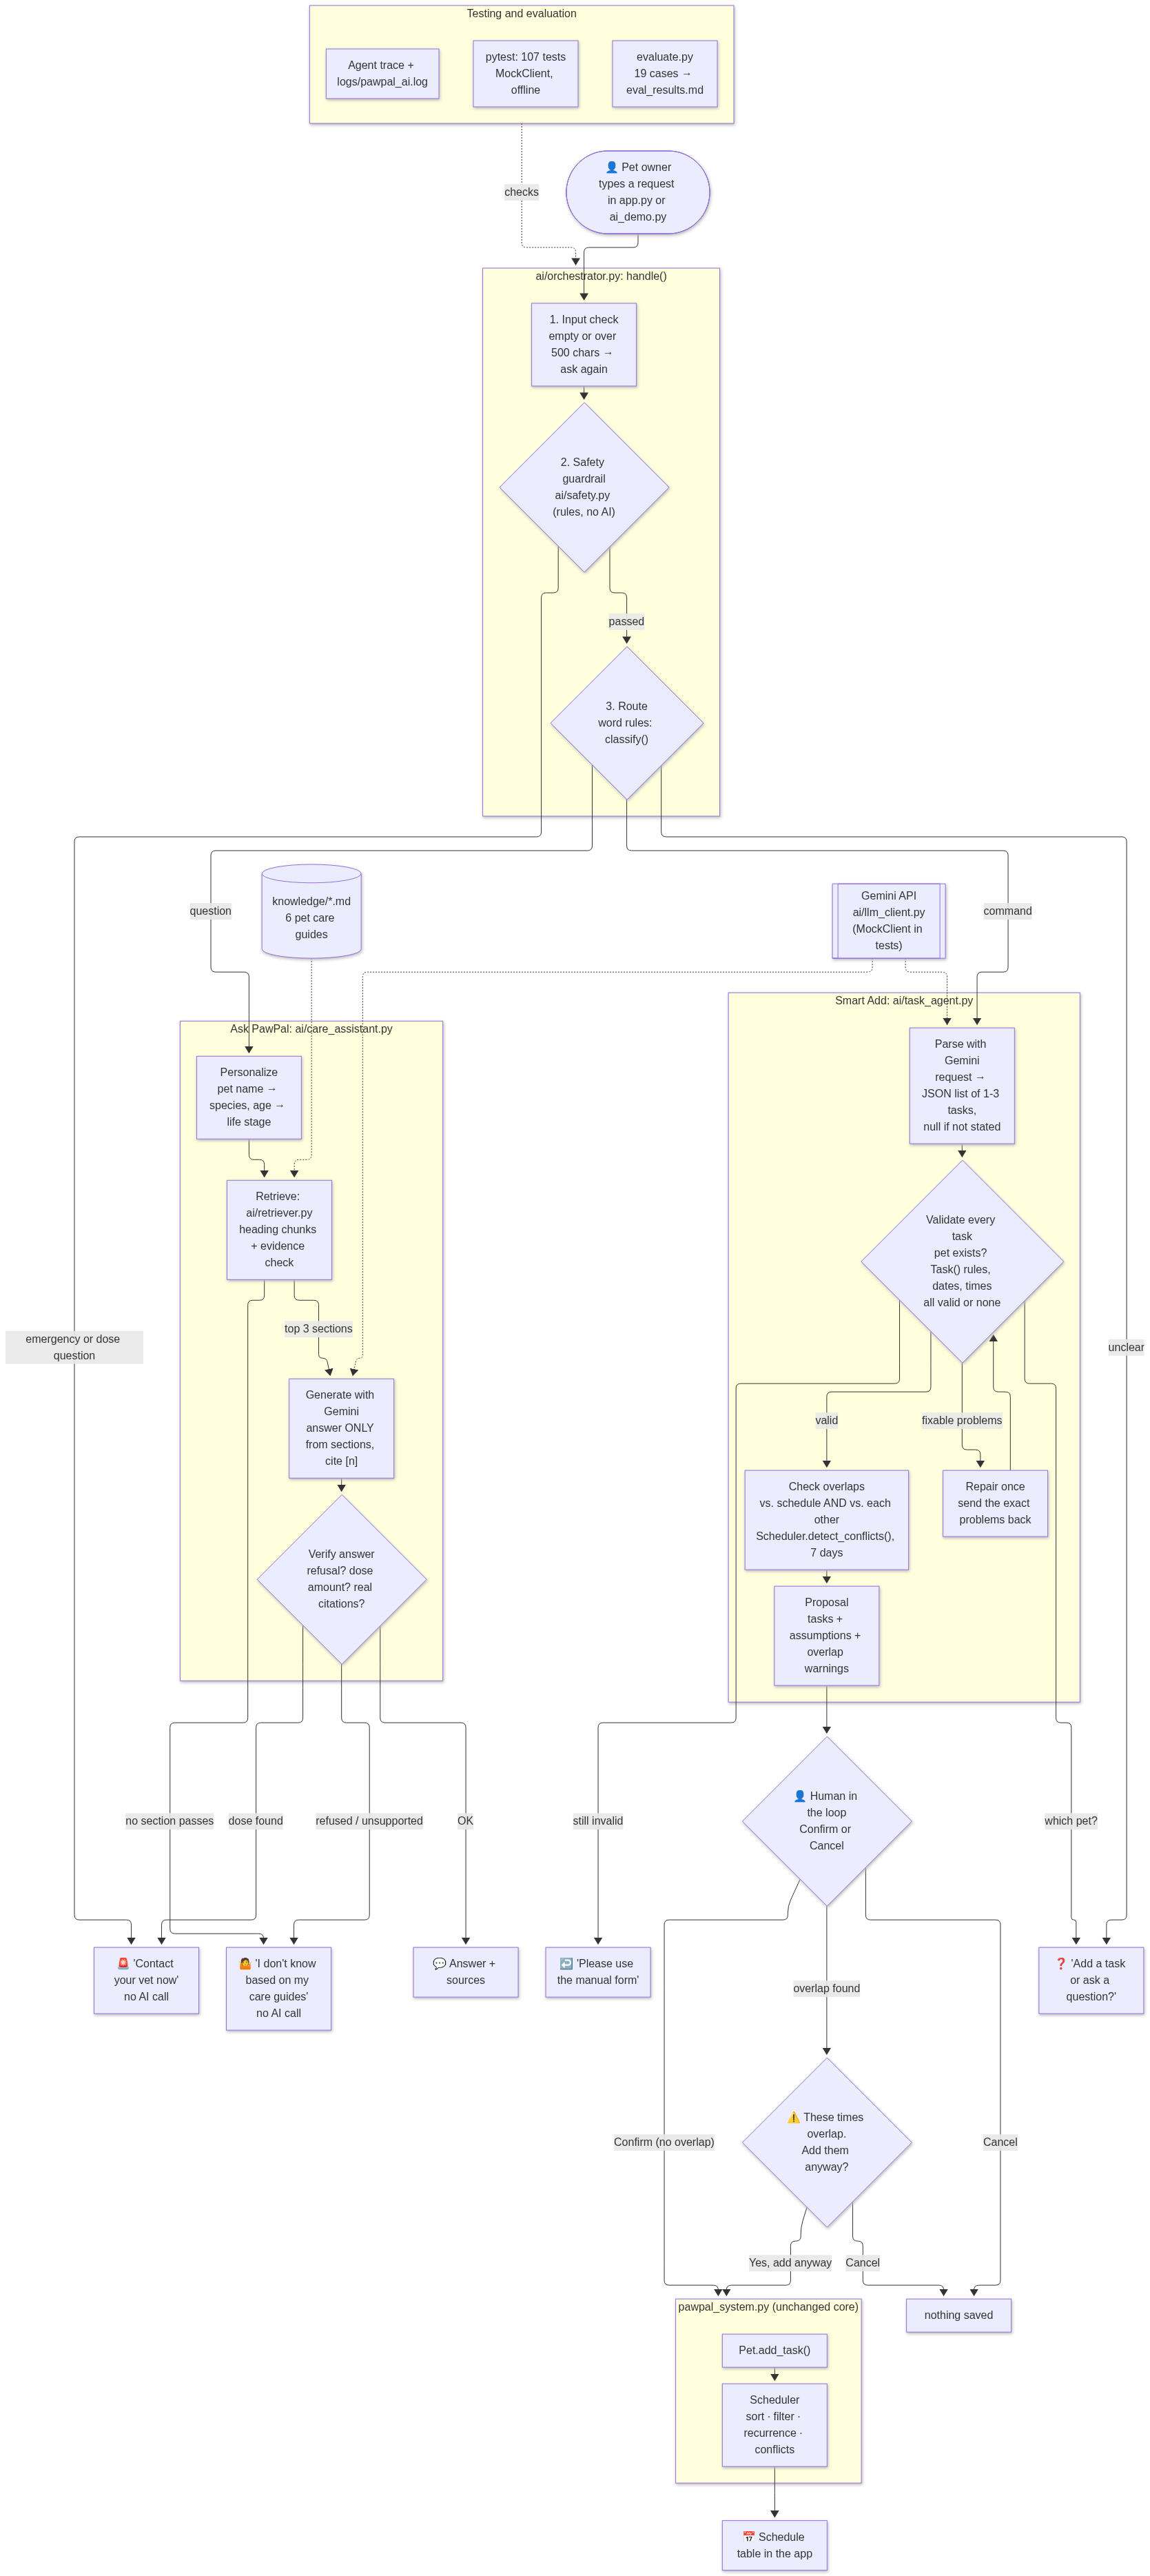 Testing and evaluation
Agent trace +
logs/pawpal_ai.log
pytest: 107 tests
MockClient,
offline
evaluate.py
19 cases →
eval_results.md
checks
👤 Pet owner
types a request
in app.py or
ai_demo.py
ai/orchestrator.py: handle()
1. Input check
empty or over
500 chars →
ask again
2. Safety
guardrail
ai/safety.py
(rules, no AI)
passed
3. Route
word rules:
classify()
question
knowledge/*.md
6 pet care
guides
Gemini API
ai/llm_client.py
(MockClient in
tests)
command
Ask PawPal: ai/care_assistant.py
Personalize
pet name →
species, age →
life stage
Retrieve:
ai/retriever.py
heading chunks
+ evidence
check
top 3 sections
Generate with
Gemini
answer ONLY
from sections,
cite [n]
Verify answer
refusal? dose
amount? real
citations?
Smart Add: ai/task_agent.py
Parse with
Gemini
request →
JSON list of 1-3
tasks,
null if not stated
Validate every
task
pet exists?
Task() rules,
dates, times
all valid or none
valid
fixable problems
Check overlaps
vs. schedule AND vs. each
other
Scheduler.detect_conflicts(),
7 days
Repair once
send the exact
problems back
Proposal
tasks +
assumptions +
overlap
warnings
emergency or dose
question
unclear
no section passes
dose found
refused / unsupported
OK
still invalid
👤 Human in
the loop
Confirm or
Cancel
which pet?
🚨 'Contact
your vet now'
no AI call
🤷 'I don't know
based on my
care guides'
no AI call
💬 Answer +
sources
↩️ 'Please use
the manual form'
overlap found
❓ 'Add a task
or ask a
question?'
Confirm (no overlap)
⚠️ These times
overlap.
Add them
anyway?
Cancel
Yes, add anyway
Cancel
pawpal_system.py (unchanged core)
Pet.add_task()
Scheduler
sort · filter ·
recurrence ·
conflicts
nothing saved
📅 Schedule
table in the app